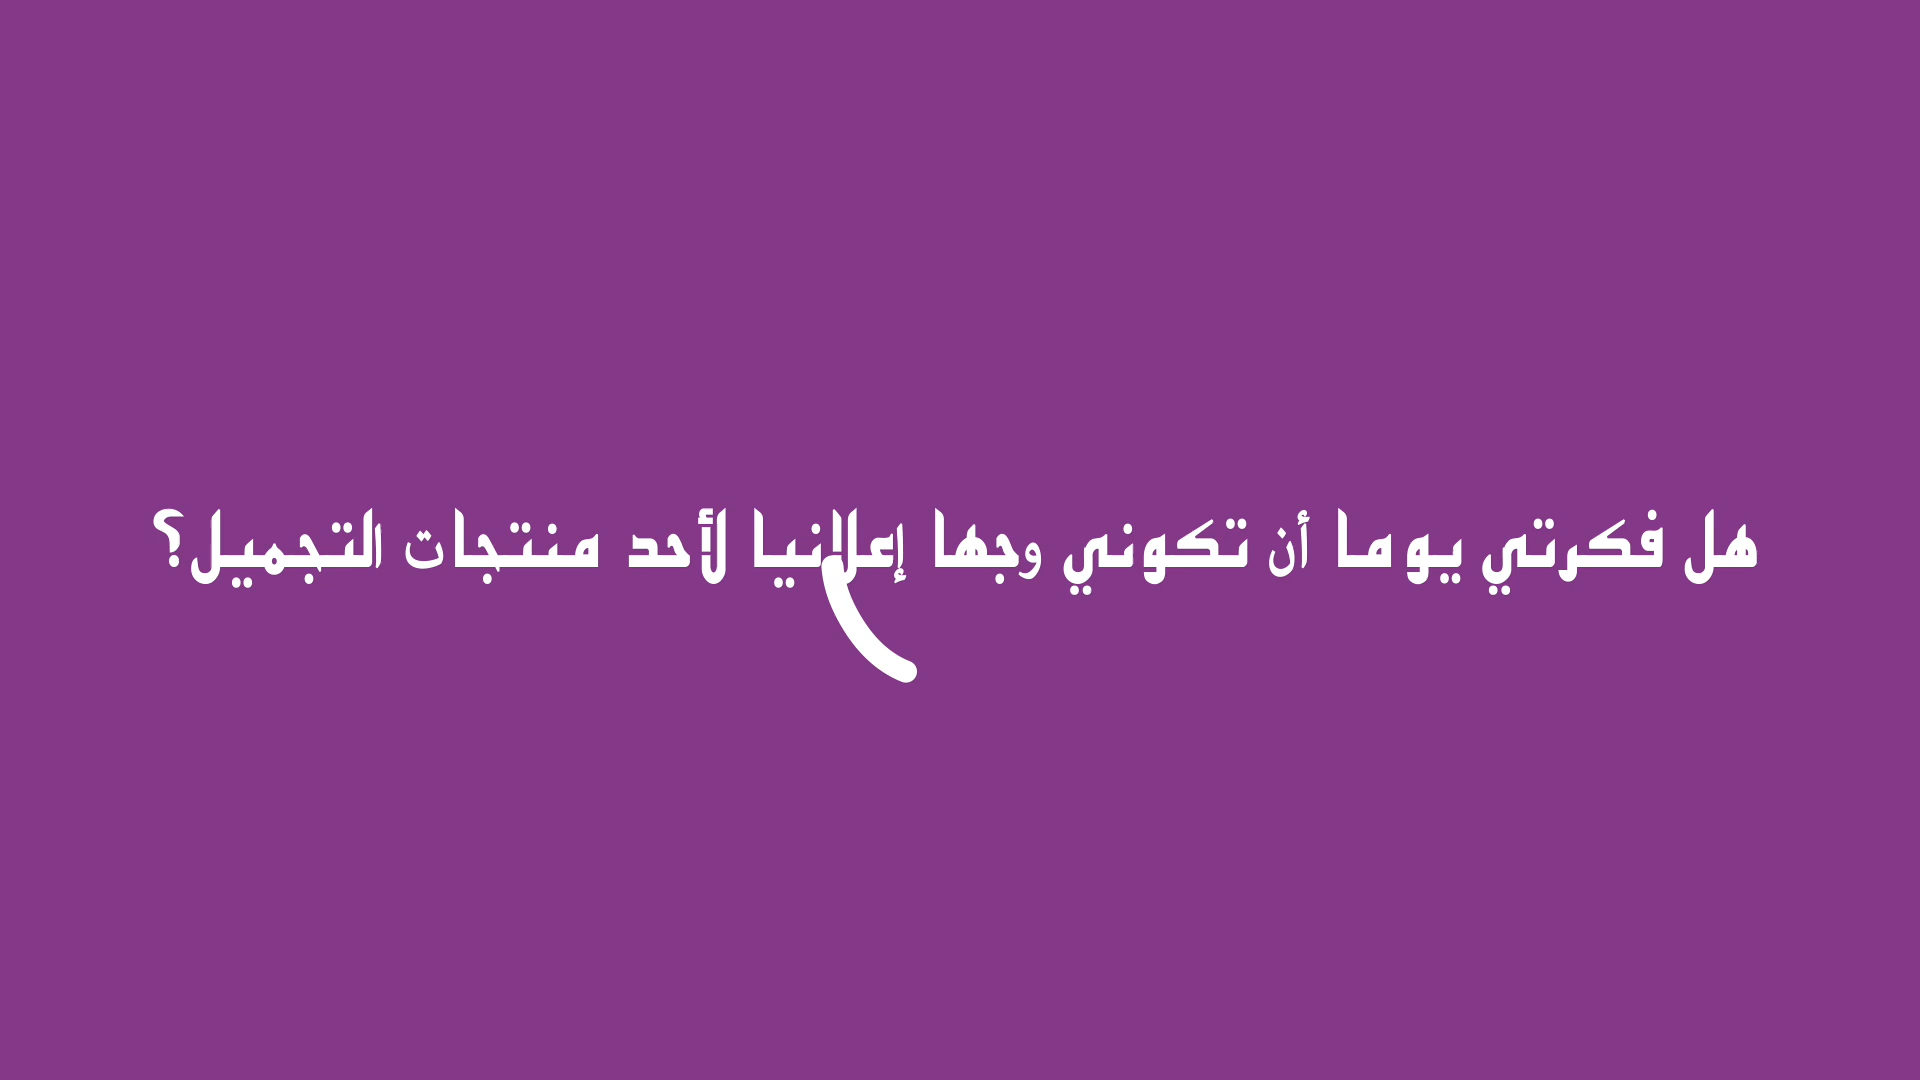 هل فكرتي يوما أن تكوني وجها إعلانيا لأحد منتجات التجميل؟